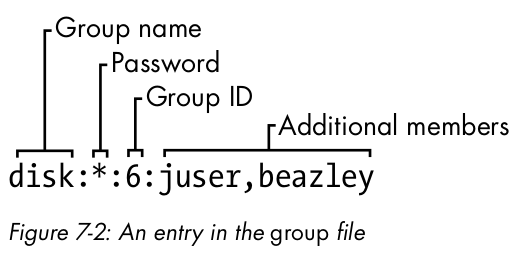 Group name
Password
Group ID
Additional members
disk:*:6:juser,beazley
Figure 7-2: An entry in the group file